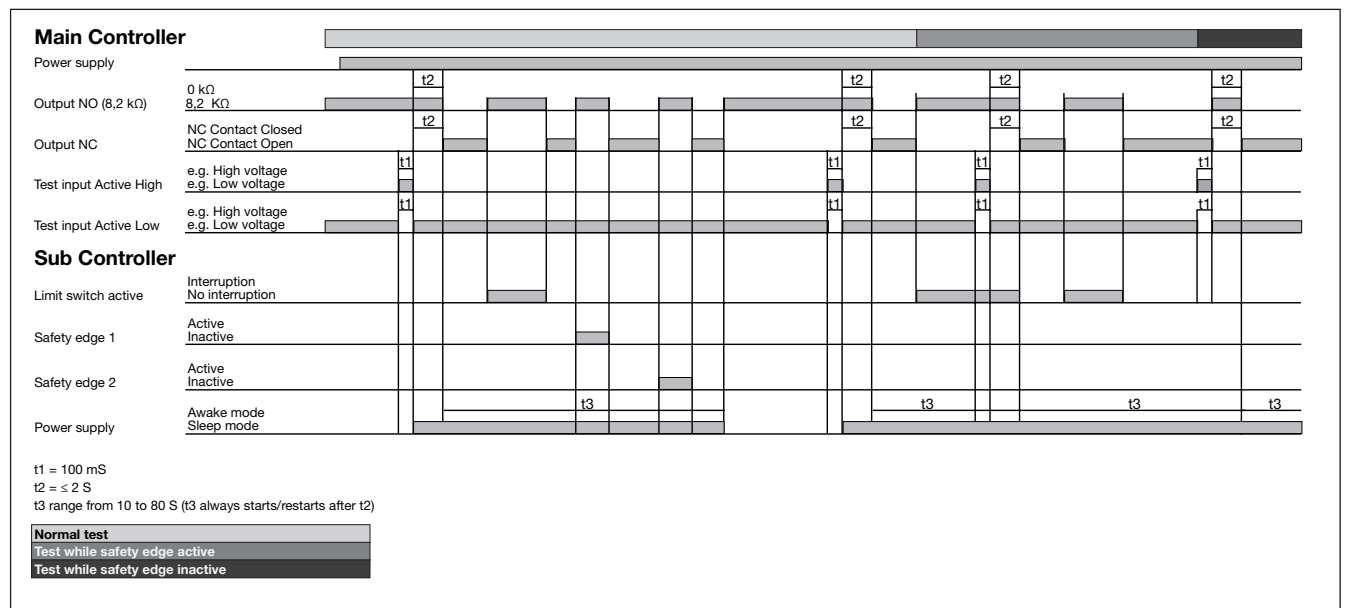 Main Controller
Power supply
t2 t2 t2 t2
0 kΩ
Output NO (8,2 kΩ) 8,2 KΩ
t2 t2 t2 t2
NC Contact Closed
Output NC NC Contact Open
t1 t1 t1 t1
e.g. High voltage
Test input Active High e.g. Low voltage
t1 t1 t1 t1
e.g. High voltage
Test input Active Low e.g. Low voltage
Sub Controller
Interruption
Limit switch active No interruption
Active
Safety edge 1 Inactive
Active
Safety edge 2 Inactive
t3 t3 t3 t3
Awake mode
Power supply Sleep mode
t1 = 100 mS
t2 = ≤ 2 S
t3 range from 10 to 80 S (t3 always starts/restarts after t2)
Normal test
Test while safety edge active
Test while safety edge inactive